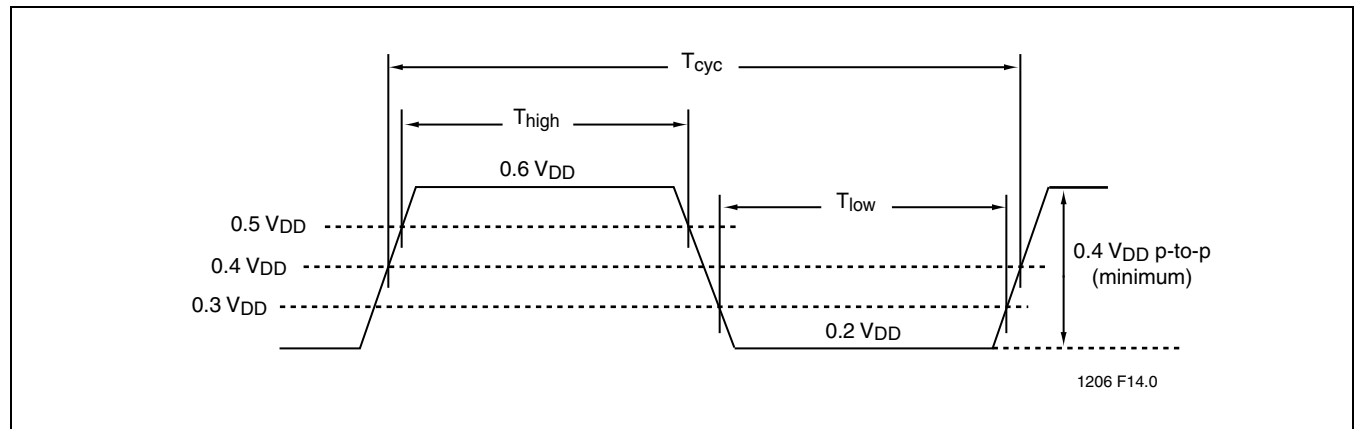 Tcyc
Thigh
0.6 VDD
Tlow
0.5 VDD
0.4 VDD
0.4 VDD p-to-p
(minimum)
0.3 VDD
0.2 VDD
1206 F14.0